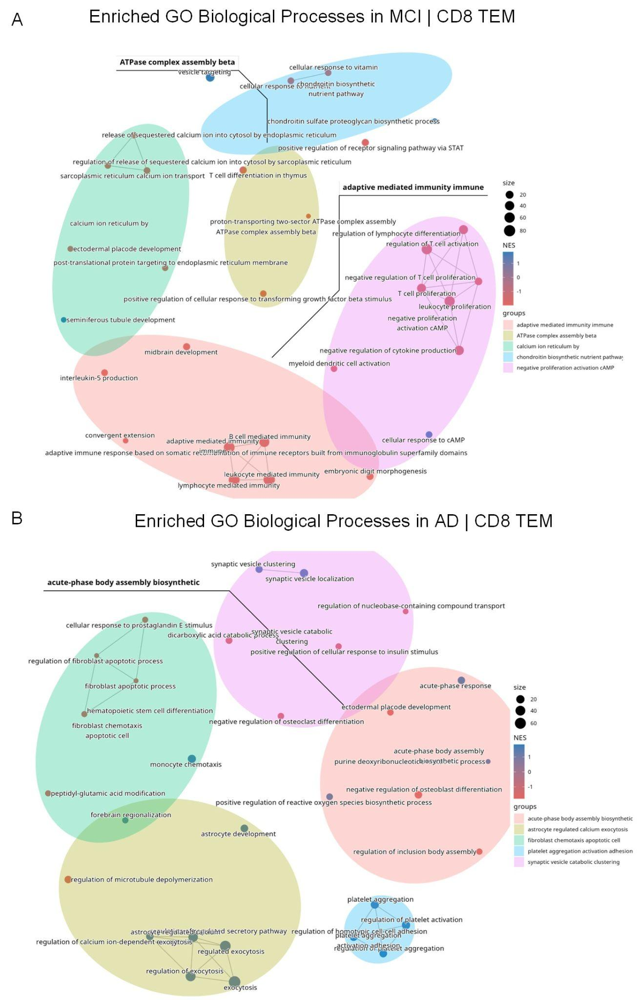 A
Enriched GO Biological Processes in MCI | CD8 TEM
ATPase complex assembly beta
vesicle targeting
cellular response to vitamin
cellular response to nutrient
chondroitin biosynthetic
nutrient pathway
chondroitin sulfate proteoglycan biosynthetic process
release of sequestered calcium ion into cytosol by endoplasmic reticulum
positive regulation of receptor signaling pathway via STAT
regulation of release of sequestered calcium ion into cytosol by sarcoplasmic reticulum
sarcoplasmic reticulum calcium ion transport
T cell differentiation in thymus
adaptive mediated immunity immune
calcium ion reticulum by
proton-transporting two-sector ATPase complex assembly
ATPase complex assembly beta
regulation of lymphocyte differentiation
regulation of T cell activation
ectodermal placode development
post-translational protein targeting to endoplasmic reticulum membrane
negative regulation of T cell proliferation
T cell proliferation
positive regulation of cellular response to transforming growth factor beta stimulus
leukocyte proliferation
negative proliferation
activation cAMP
seminiferous tubule development
midbrain development
negative regulation of cytokine production
myeloid dendritic cell activation
interleukin-5 production
convergent extension
B cell mediated immunity
adaptive mediated immunity
immune
cellular response to cAMP
adaptive immune response based on somatic recombination of immune receptors built from immunoglobulin superfamily domains
embryonic digit morphogenesis
leukocyte mediated immunity
lymphocyte mediated immunity
size
20
40
60
80
NES
1
0
-1
groups
adaptive mediated immunity immune
ATPase complex assembly beta
calcium ion reticulum by
chondroitin biosynthetic nutrient pathway
negative proliferation activation cAMP
B
Enriched GO Biological Processes in AD | CD8 TEM
synaptic vesicle clustering
synaptic vesicle localization
acute-phase body assembly biosynthetic
regulation of nucleobase-containing compound transport
cellular response to prostaglandin E stimulus
dicarboxylic acid catabolic process
synaptic vesicle catabolic
clustering
positive regulation of cellular response to insulin stimulus
regulation of fibroblast apoptotic process
fibroblast apoptotic process
acute-phase response
ectodermal placode development
hematopoietic stem cell differentiation
negative regulation of osteoclast differentiation
fibroblast chemotaxis
apoptotic cell
acute-phase body assembly
biosynthetic
purine deoxyribonucleotic process
monocyte chemotaxis
negative regulation of osteoblast differentiation
peptidyl-glutamic acid modification
positive regulation of reactive oxygen species biosynthetic process
forebrain regionalization
astrocyte development
regulation of inclusion body assembly
regulation of microtubule depolymerization
platelet aggregation
regulation of platelet activation
astrocyte regulated calcium
regulated secretory pathway
regulation of homotypic cell-cell adhesion
platelet aggregation
activation adhesion
regulation of calcium ion-dependent exocytosis
regulated exocytosis
regulation of platelet aggregation
regulation of exocytosis
exocytosis
size
20
40
60
NES
1
0
-1
groups
acute-phase body assembly biosynthetic
astrocyte regulated calcium exocytosis
fibroblast chemotaxis apoptotic cell
platelet aggregation activation adhesion
synaptic vesicle catabolic clustering